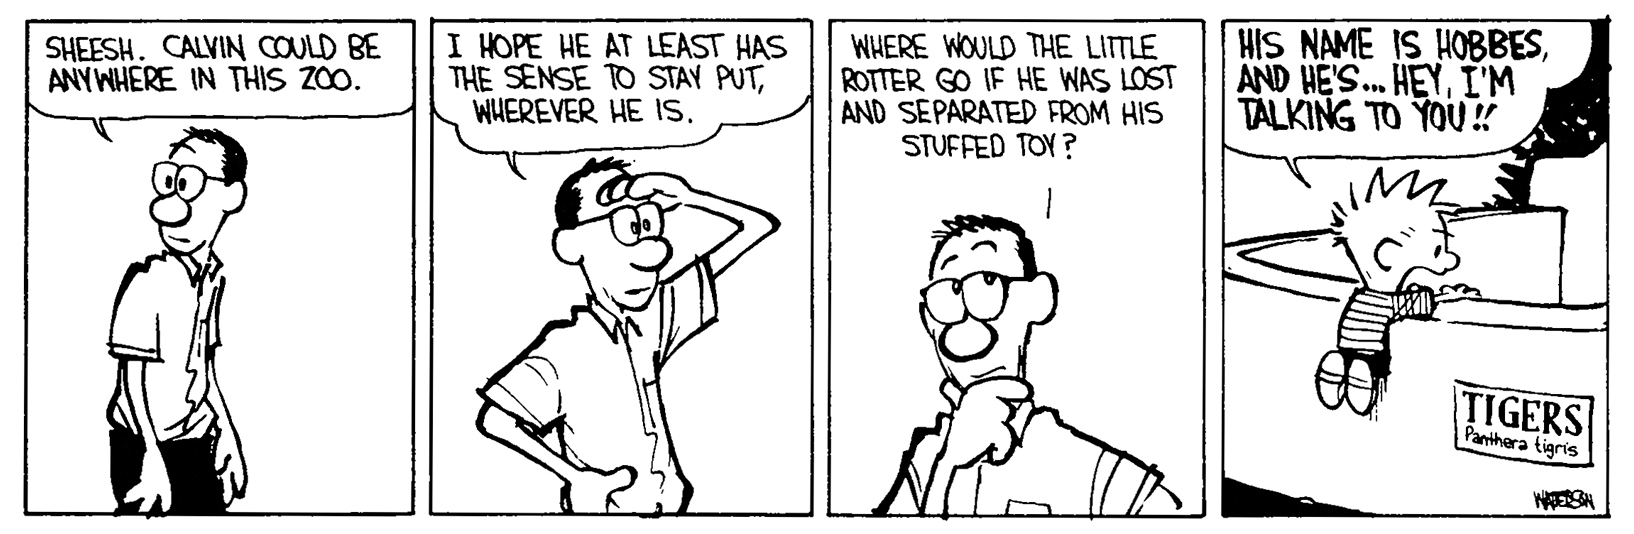 SHEESH. CALVIN COULD BE
ANYWHERE IN THIS ZOO.
I HOPE HE AT LEAST HAS
THE SENSE TO STAY PUT,
WHEREVER HE IS.
WHERE WOULD THE LITTLE
ROTTER GO IF HE WAS LOST
AND SEPARATED FROM HIS
STUFFED TOY?
HIS NAME IS HOBBES,
AND HE'S... HEY, I'M
TALKING TO YOU!!
TIGERS
Panthera tigris
WATTERSON